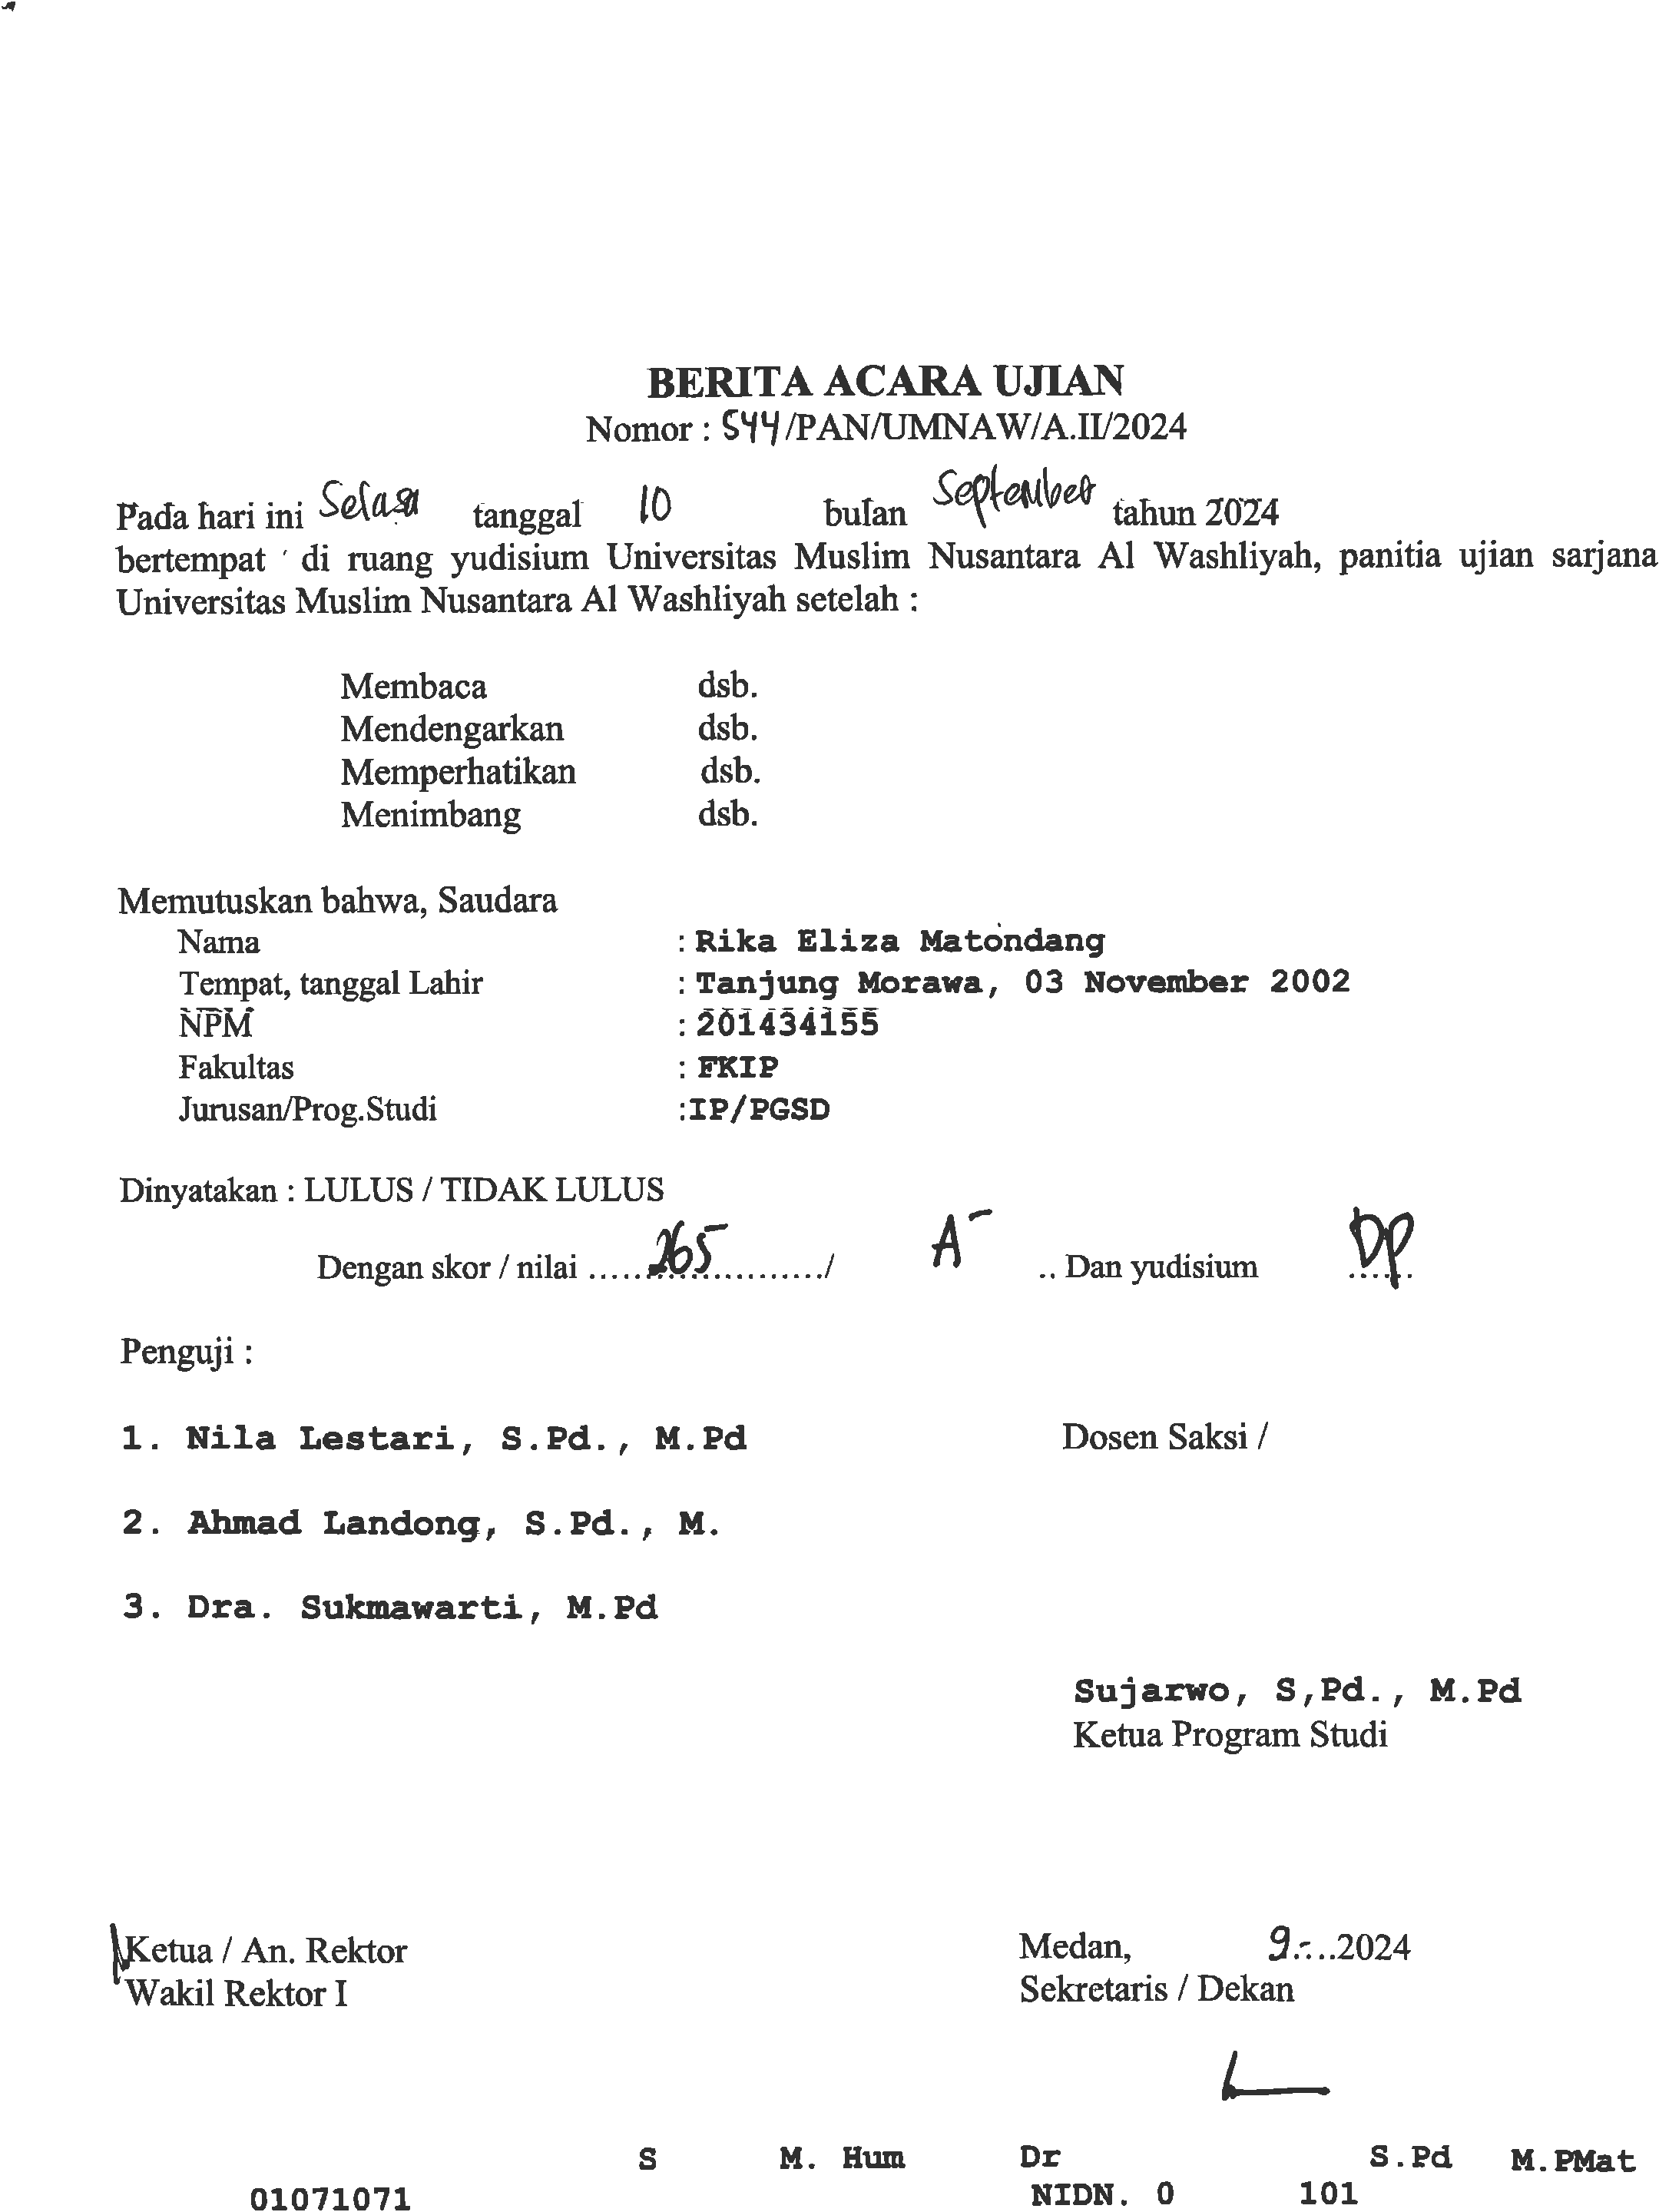 BERITA ACARA UJIAN
Nomor : 544/PAN/UMNAW/A.II/2024
Pada hari ini Selasa tanggal 10 bulan September tahun 2024
bertempat di ruang yudisium Universitas Muslim Nusantara Al Washliyah, panitia ujian sarjana
Universitas Muslim Nusantara Al Washliyah setelah :
Membaca dsb.
Mendengarkan dsb.
Memperhatikan dsb.
Menimbang dsb.
Memutuskan bahwa, Saudara
Nama : Rika Eliza Matondang
Tempat, tanggal Lahir : Tanjung Morawa, 03 November 2002
NPM : 201434155
Fakultas : FKIP
Jurusan/Prog.Studi :IP/PGSD
Dinyatakan : LULUS / TIDAK LULUS
Dengan skor / nilai ......265............/ A- .. Dan yudisium DP
Penguji :
1. Nila Lestari, S.Pd., M.Pd Dosen Saksi /
2. Ahmad Landong, S.Pd., M.
3. Dra. Sukmawarti, M.Pd
Sujarwo, S,Pd., M.Pd
Ketua Program Studi
Ketua / An. Rektor Medan, 9....2024
Wakil Rektor I Sekretaris / Dekan
S M. Hum Dr S.Pd M.PMat
01071071 NIDN. 0 101